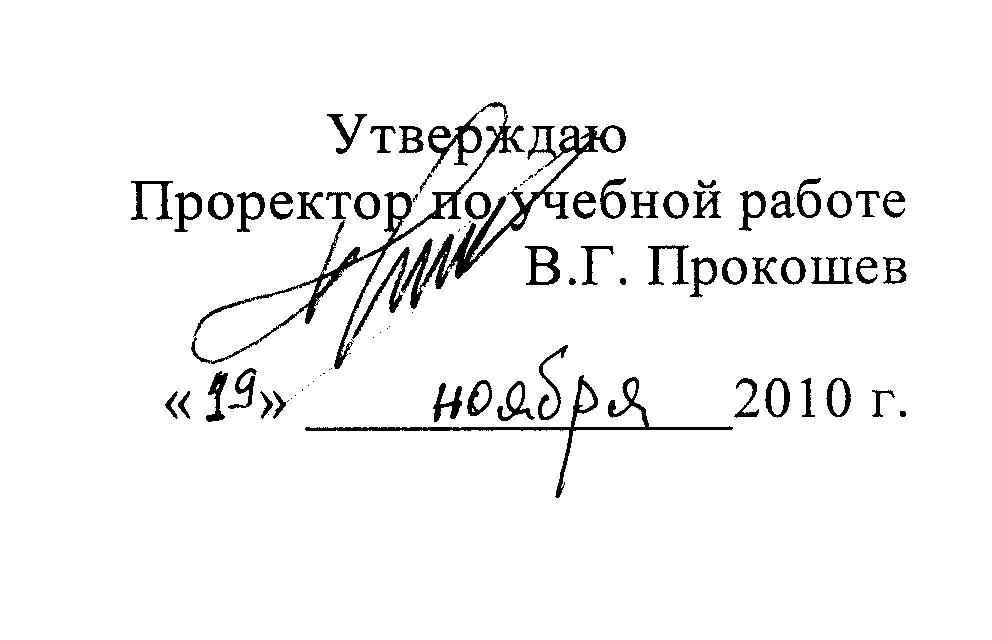 Утверждаю
Проректор по учебной работе
В.Г. Прокошев
«19» ноября 2010 г.